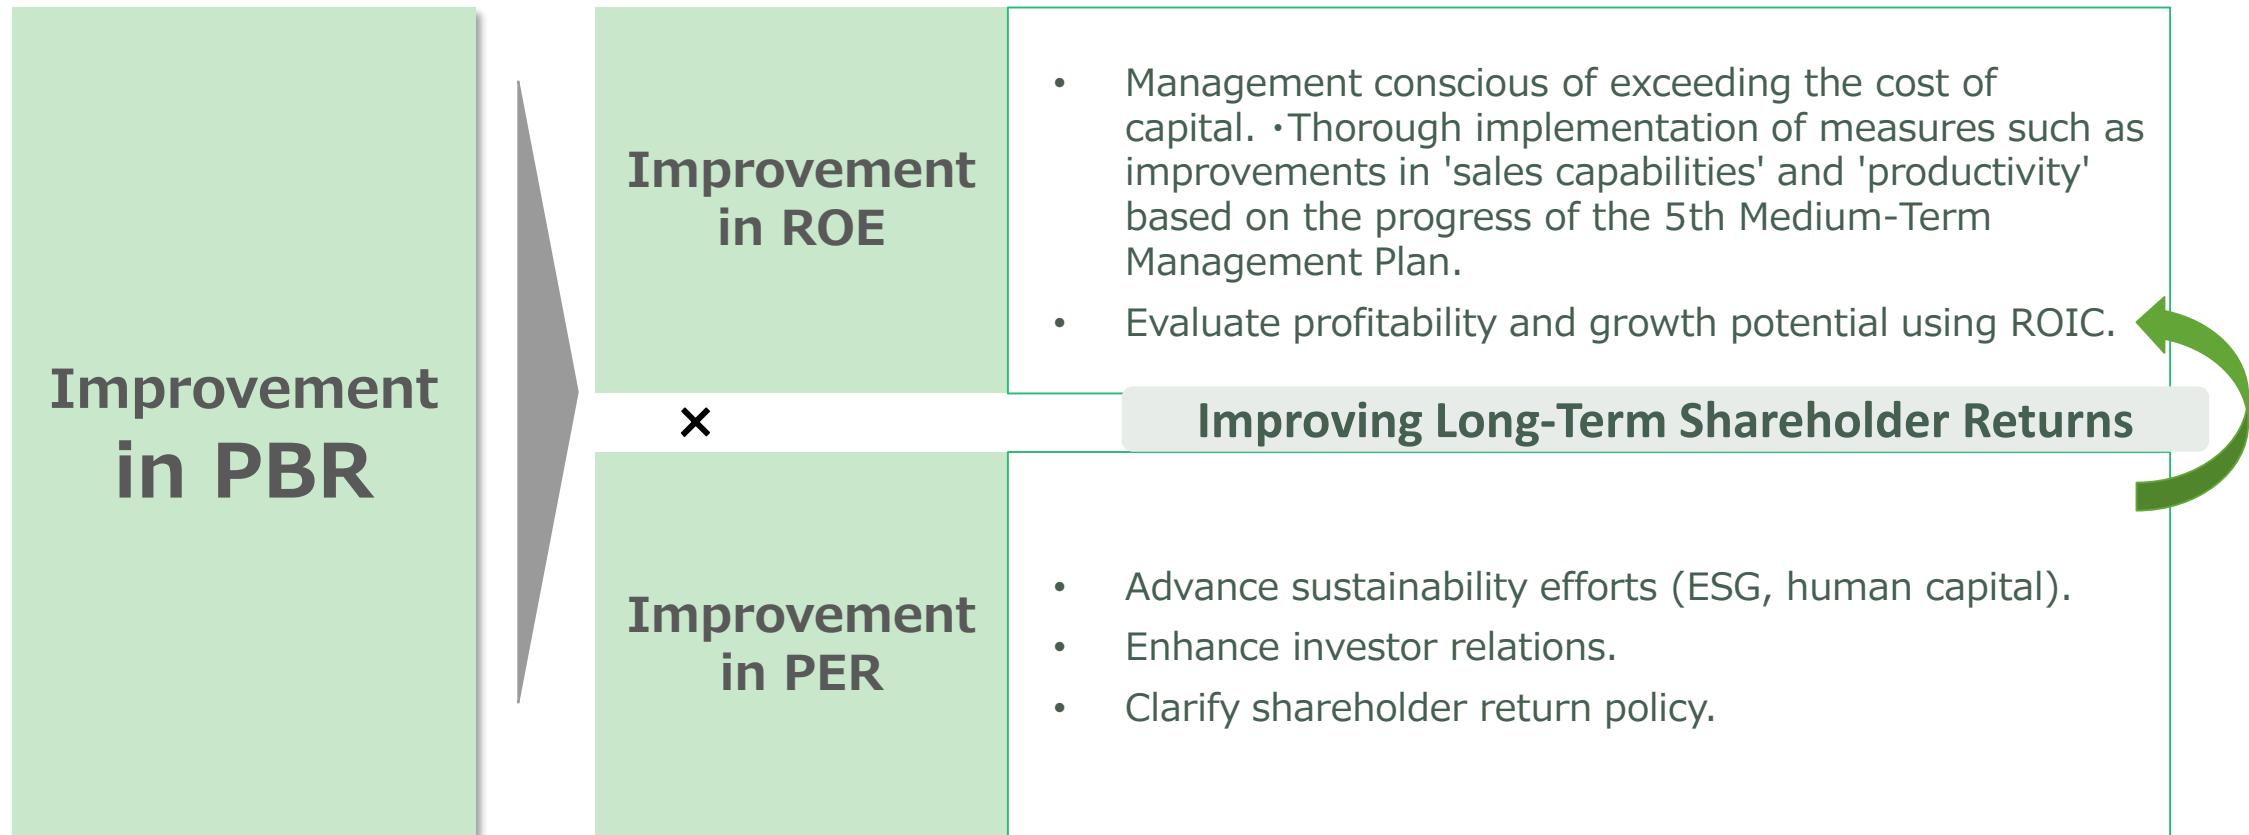 Improvement
in PBR
Improvement
in ROE
• Management conscious of exceeding the cost of
capital. ・Thorough implementation of measures such as
improvements in 'sales capabilities' and 'productivity'
based on the progress of the 5th Medium-Term
Management Plan.
• Evaluate profitability and growth potential using ROIC.
×
Improving Long-Term Shareholder Returns
Improvement
in PER
• Advance sustainability efforts (ESG, human capital).
• Enhance investor relations.
• Clarify shareholder return policy.